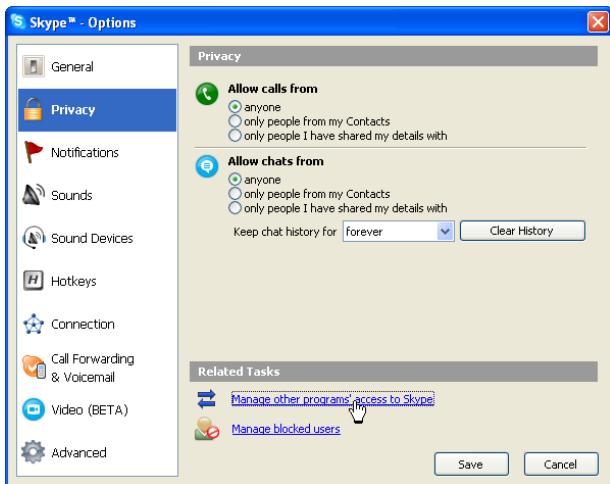 Skype™ - Options
General
Privacy
Notifications
Sounds
Sound Devices
H Hotkeys
Connection
Call Forwarding
& Voicemail
Video (BETA)
Advanced
Privacy
Allow calls from
anyone
only people from my Contacts
only people I have shared my details with
Allow chats from
anyone
only people from my Contacts
only people I have shared my details with
Keep chat history for forever Clear History
Related Tasks
Manage other programs' access to Skype
Manage blocked users
Save Cancel